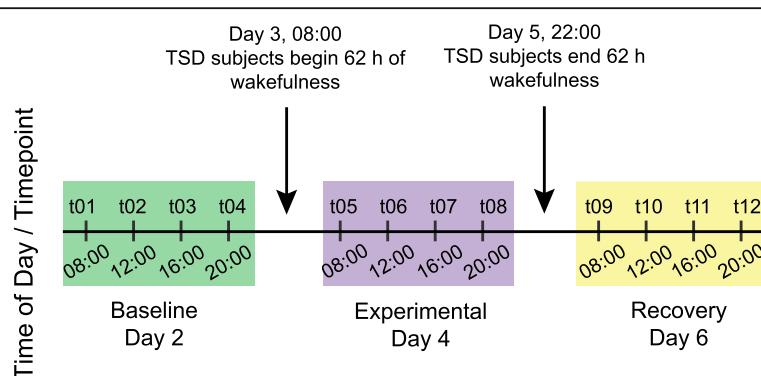 Day 3, 08:00
TSD subjects begin 62 h of
wakefulness
Day 5, 22:00
TSD subjects end 62 h
wakefulness
Time of Day / Timepoint
t01 t02 t03 t04
08:00 12:00 16:00 20:00
Baseline
Day 2
t05 t06 t07 t08
08:00 12:00 16:00 20:00
Experimental
Day 4
t09 t10 t11 t12
08:00 12:00 16:00 20:00
Recovery
Day 6